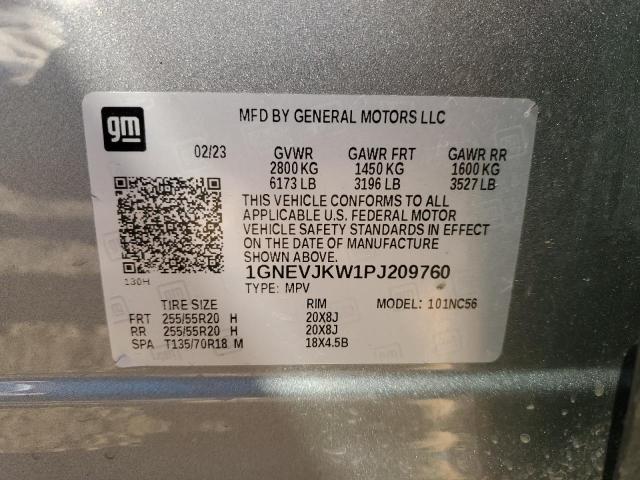 gm
MFD BY GENERAL MOTORS LLC
02/23 GVWR GAWR FRT GAWR RR
2800 KG 1450 KG 1600 KG
6173 LB 3196 LB 3527 LB
THIS VEHICLE CONFORMS TO ALL
APPLICABLE U.S. FEDERAL MOTOR
VEHICLE SAFETY STANDARDS IN EFFECT
ON THE DATE OF MANUFACTURE
SHOWN ABOVE.
1GNEVJKW1PJ209760
130H
TYPE: MPV
TIRE SIZE RIM MODEL: 101NC56
FRT 255/55R20 H 20X8J
RR 255/55R20 H 20X8J
SPA T135/70R18 M 18X4.5B